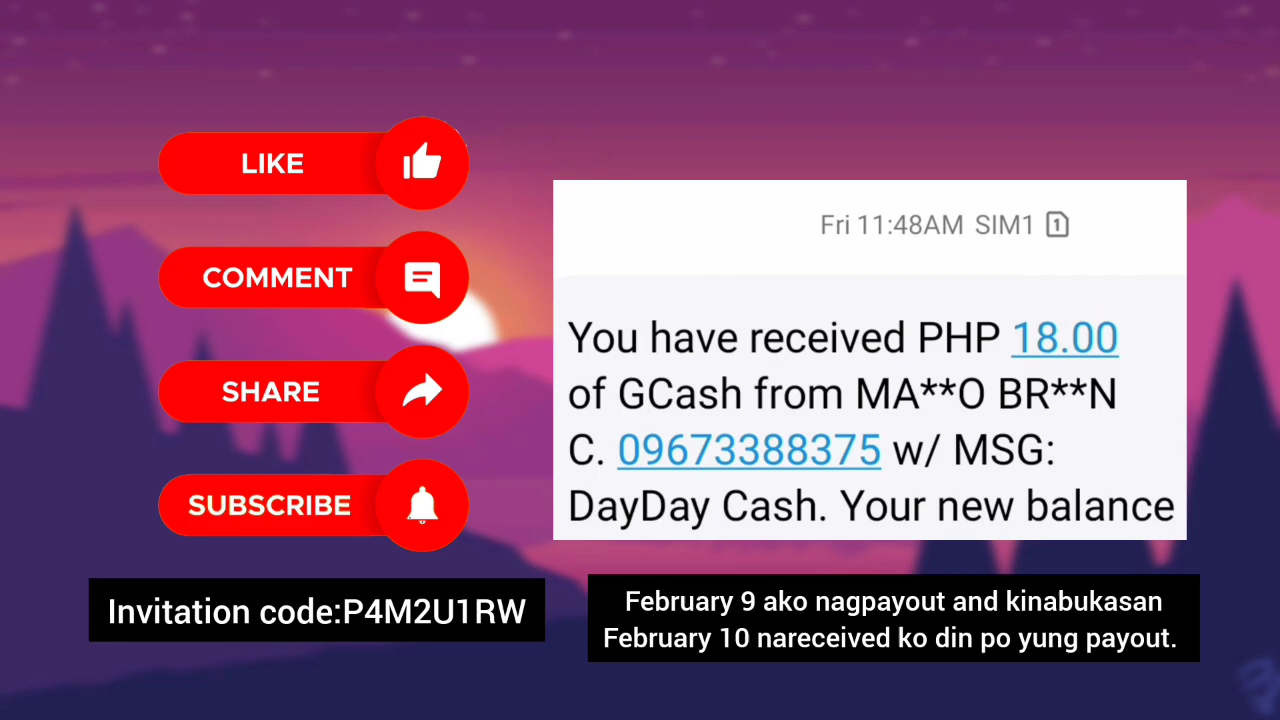 LIKE
COMMENT
SHARE
SUBSCRIBE
Invitation code:P4M2U1RW
Fri 11:48AM SIM1 1
You have received PHP 18.00
of GCash from MA**O BR**N
C. 09673388375 w/ MSG:
DayDay Cash. Your new balance
February 9 ako nagpayout and kinabukasan
February 10 nareceived ko din po yung payout.